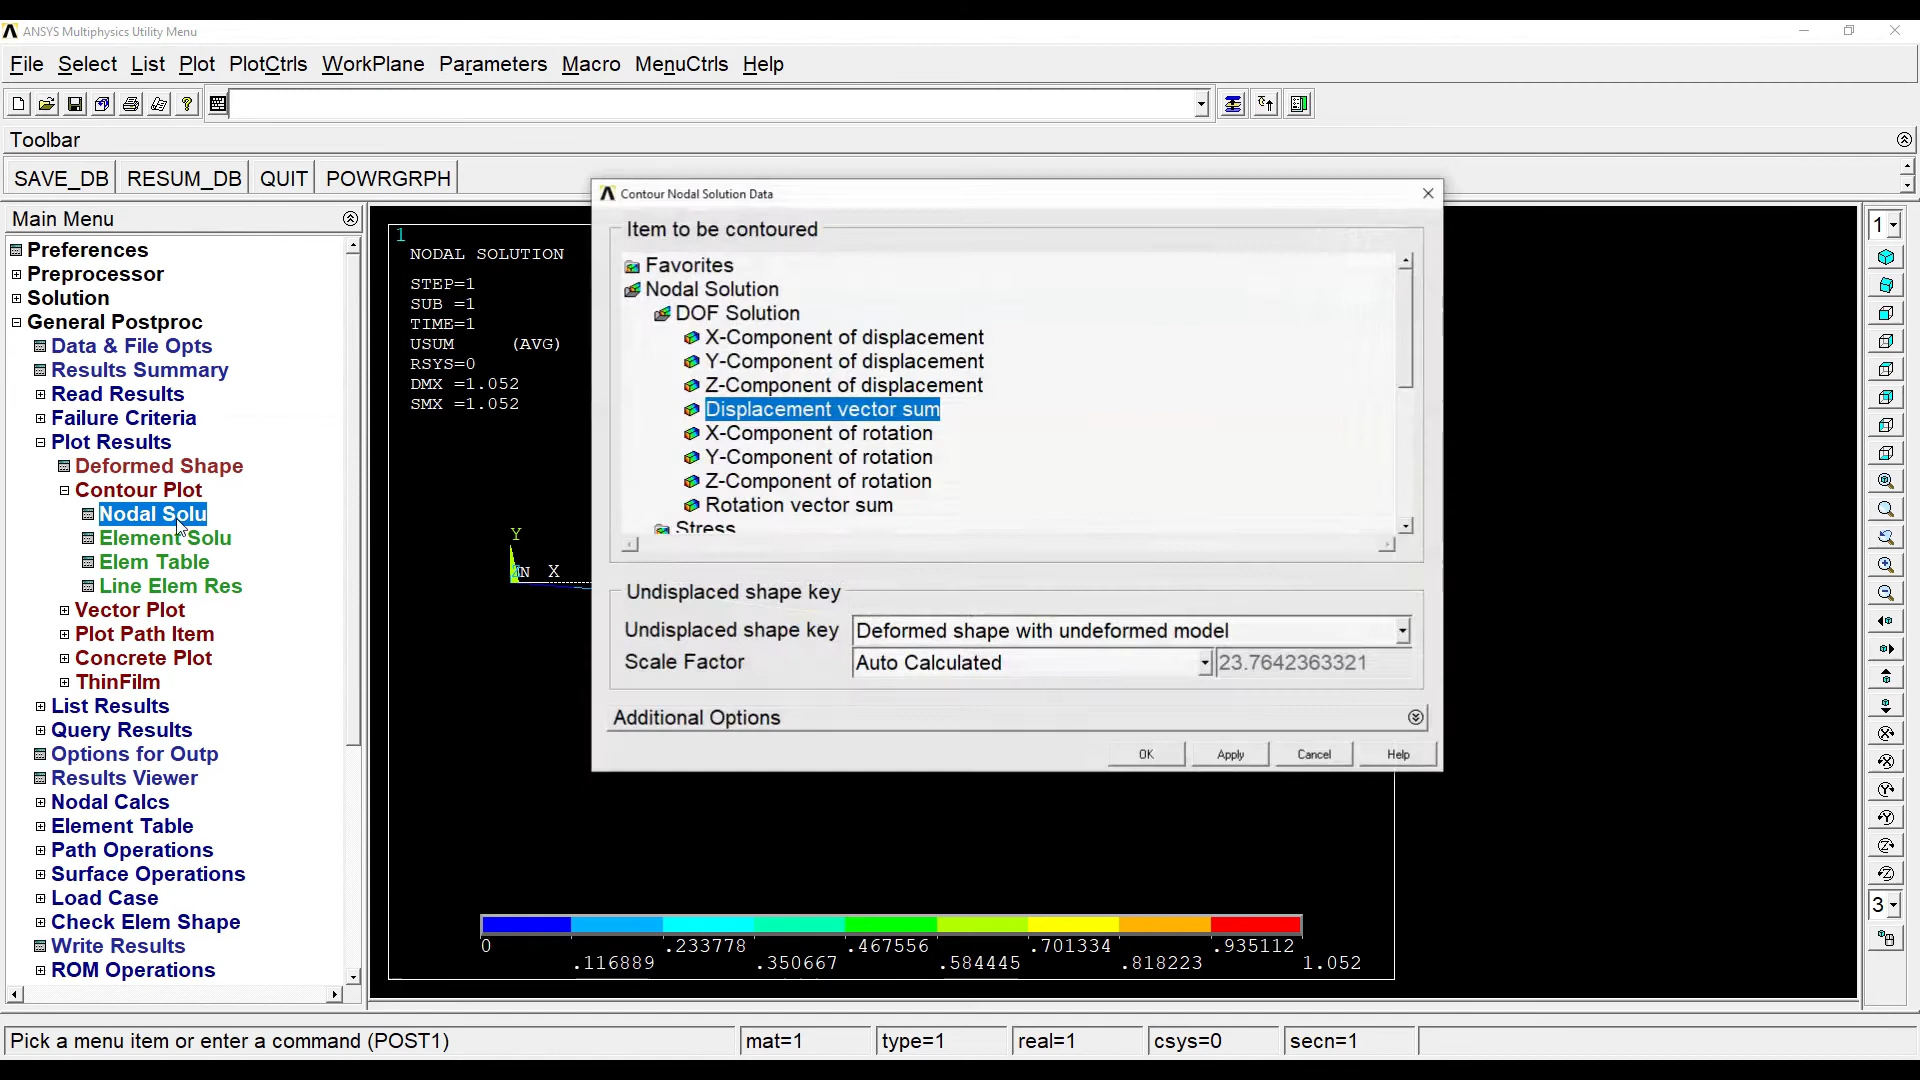 ANSYS Multiphysics Utility Menu
File Select List Plot PlotCtrls WorkPlane Parameters Macro MenuCtrls Help
Toolbar
SAVE_DB RESUM_DB QUIT POWRGRPH
Main Menu
Preferences
Preprocessor
Solution
General Postproc
Data & File Opts
Results Summary
Read Results
Failure Criteria
Plot Results
Deformed Shape
Contour Plot
Nodal Solu
Element Solu
Elem Table
Line Elem Res
Vector Plot
Plot Path Item
Concrete Plot
ThinFilm
List Results
Query Results
Options for Outp
Results Viewer
Nodal Calcs
Element Table
Path Operations
Surface Operations
Load Case
Check Elem Shape
Write Results
ROM Operations
1
NODAL SOLUTION
STEP=1
SUB =1
TIME=1
USUM (AVG)
RSYS=0
DMX =1.052
SMX =1.052
Y
X
Contour Nodal Solution Data
Item to be contoured
Favorites
Nodal Solution
DOF Solution
X-Component of displacement
Y-Component of displacement
Z-Component of displacement
Displacement vector sum
X-Component of rotation
Y-Component of rotation
Z-Component of rotation
Rotation vector sum
Stress
Undisplaced shape key
Undisplaced shape key Deformed shape with undeformed model
Scale Factor Auto Calculated 23.7642363321
Additional Options
OK Apply Cancel Help
0 .233778 .467556 .701334 .935112
.116889 .350667 .584445 .818223 1.052
1
3
Pick a menu item or enter a command (POST1) mat=1 type=1 real=1 csys=0 secn=1